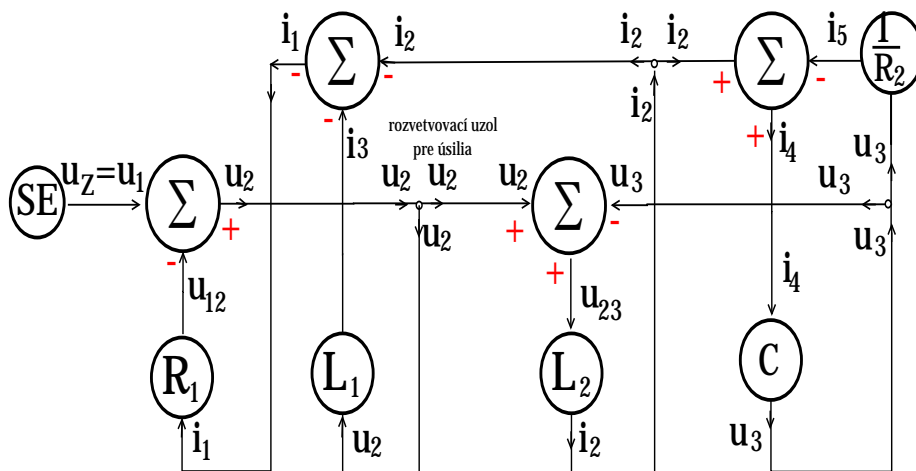 i₁ Σ i₂ i₂ i₂ Σ i₅ 1/R₂
- - + -
- i₃ i₂ + i₄ u₃
rozvetvovací uzol
pre úsilia
SE u_Z=u₁ Σ u₂ u₂ u₂ u₂ Σ u₃ u₃
+ u₂ + - u₃
- +
u₁₂ u₂₃ i₄
R₁ L₁ L₂ C
i₁ u₂ i₂ u₃